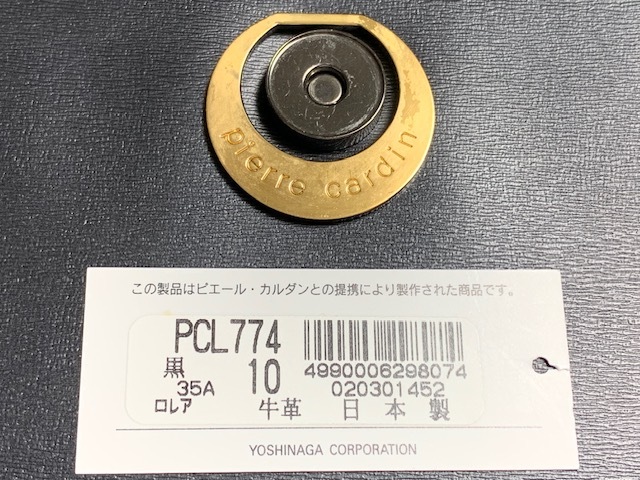 pierre cardin
この製品はピエール・カルダンとの提携により製作された商品です。
PCL774
黒 10 4990006298074
35A 020301452
ロレア 牛革 日本製
YOSHINAGA CORPORATION